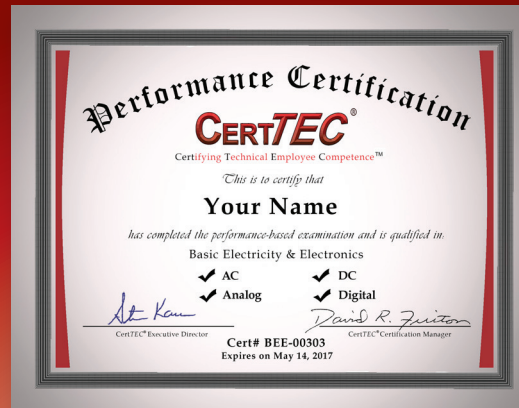 Performance Certification
CERTTEC®
Certifying Technical Employee Competence™
This is to certify that
Your Name
has completed the performance-based examination and is qualified in:
Basic Electricity & Electronics
✔ AC ✔ DC
✔ Analog ✔ Digital
David R.
CertTEC® Executive Director CertTEC® Certification Manager
Cert# BEE-00303
Expires on May 14, 2017